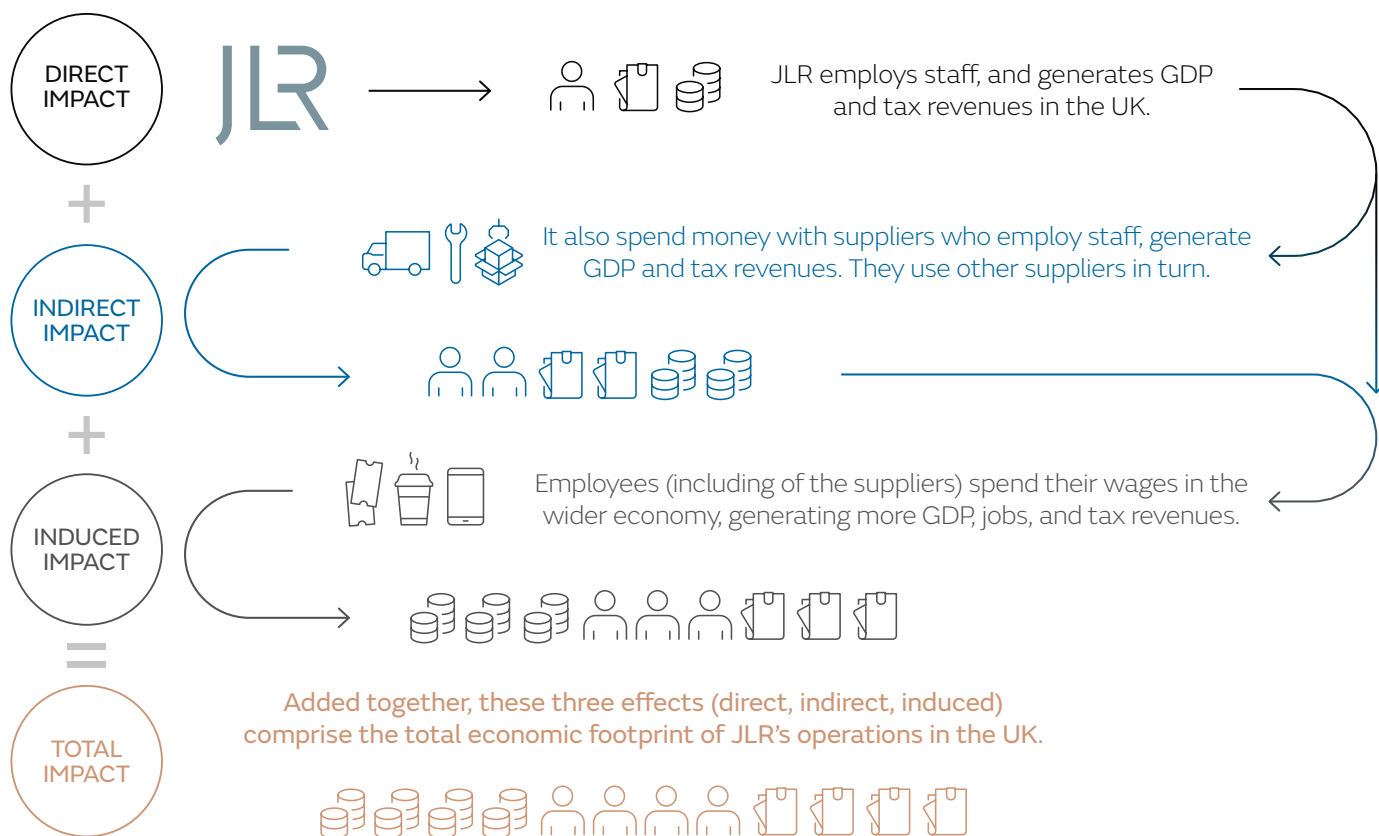 DIRECT
IMPACT
JLR
JLR employs staff, and generates GDP
and tax revenues in the UK.
+
INDIRECT
IMPACT
It also spend money with suppliers who employ staff, generate
GDP and tax revenues. They use other suppliers in turn.
+
INDUCED
IMPACT
Employees (including of the suppliers) spend their wages in the
wider economy, generating more GDP, jobs, and tax revenues.
=
TOTAL
IMPACT
Added together, these three effects (direct, indirect, induced)
comprise the total economic footprint of JLR’s operations in the UK.